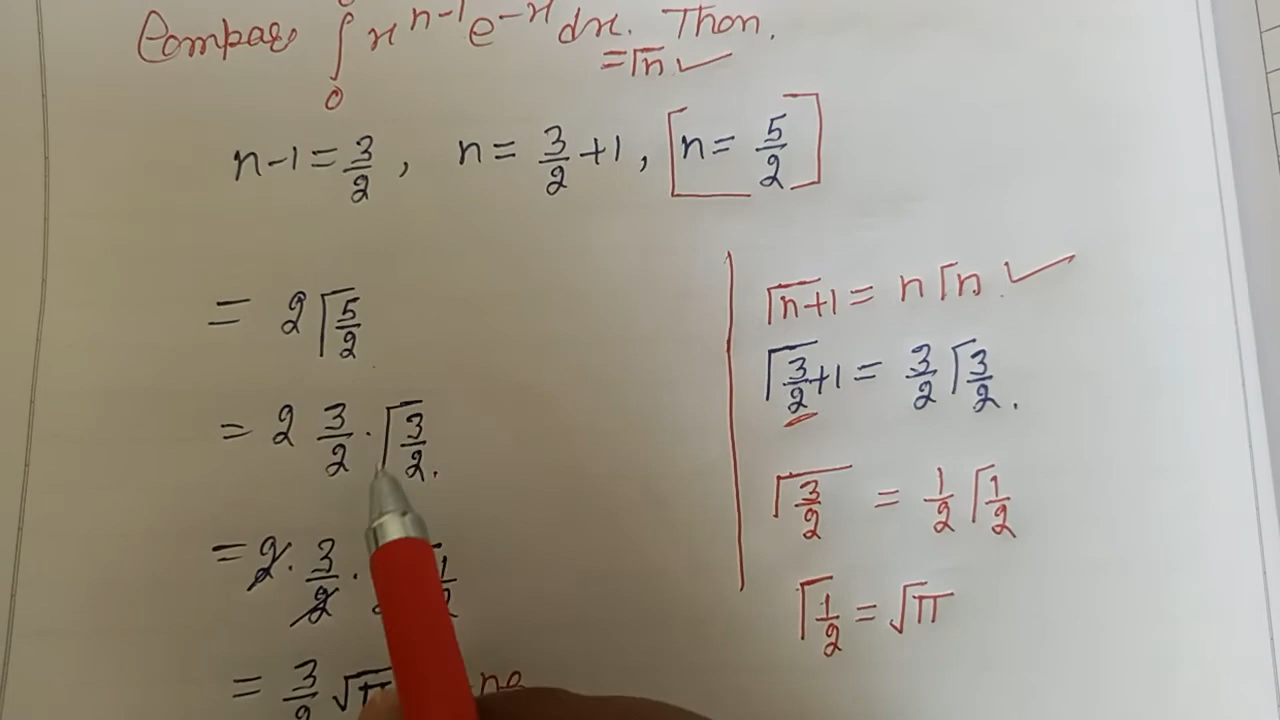 Compare ∫₀ x^{n-1} e^{-x} dx. Then.
= Γn ✓
n-1 = 3/2, n = 3/2 + 1, [n = 5/2]
= 2 Γ5/2
= 2 3/2 · Γ3/2.
= 2 · 3/2 ·
= 3/2 √π
Γn+1 = n Γn. ✓
Γ3/2 + 1 = 3/2 Γ3/2.
Γ3/2 = 1/2 Γ1/2
Γ1/2 = √π